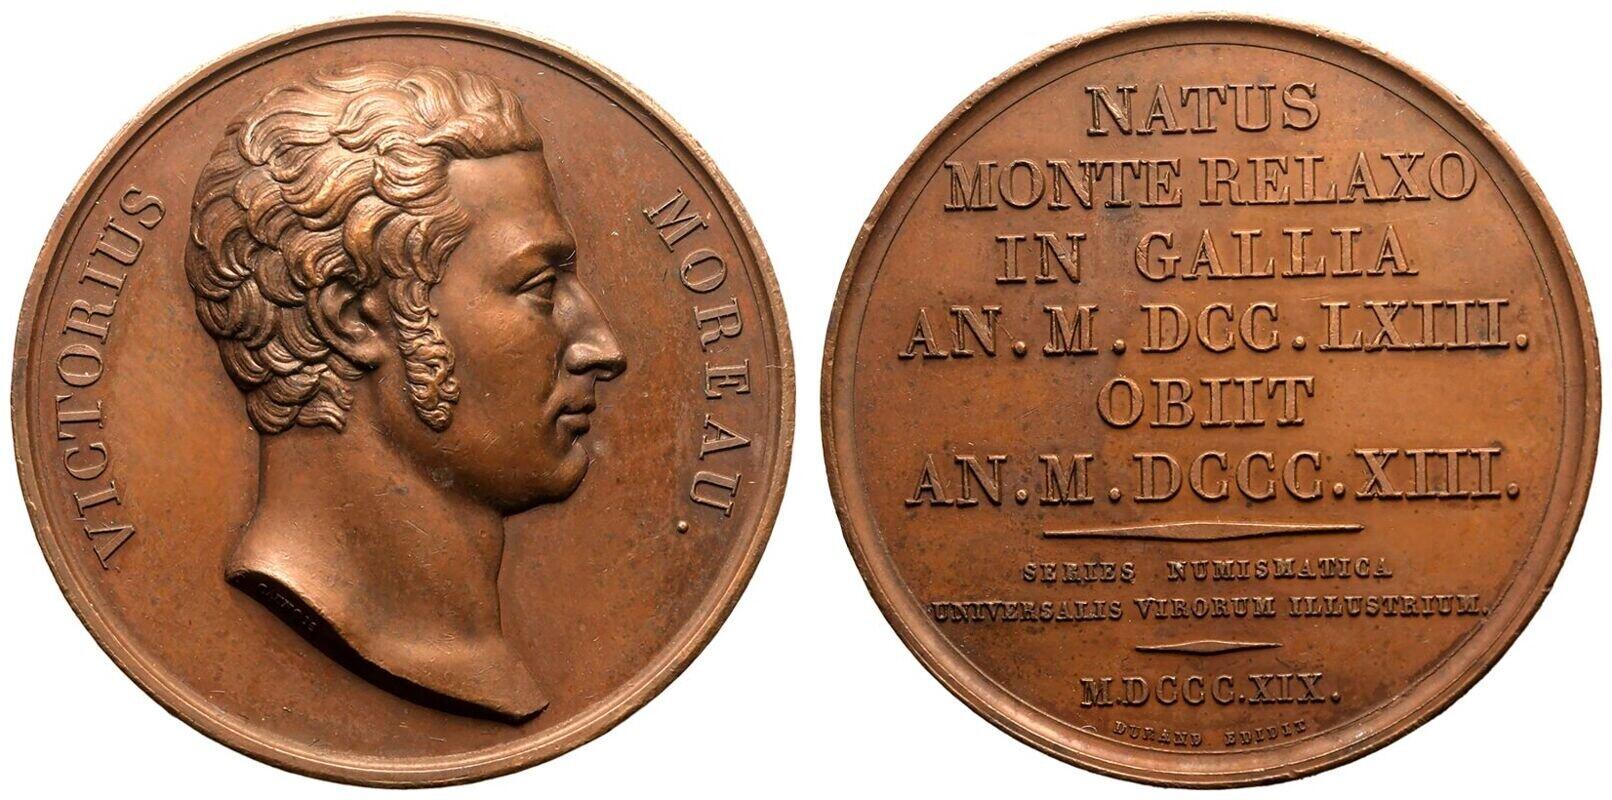 VICTORIUS MOREAU.
NATUS
MONTE RELAXO
IN GALLIA
AN. M. DCC. LXIII.
OBIIT
AN. M. DCCC. XIII.
SERIES NUMISMATICA
UNIVERSALIS VIRORUM ILLUSTRIUM.
M.DCCC.XIX.
DURAND EDIDIT